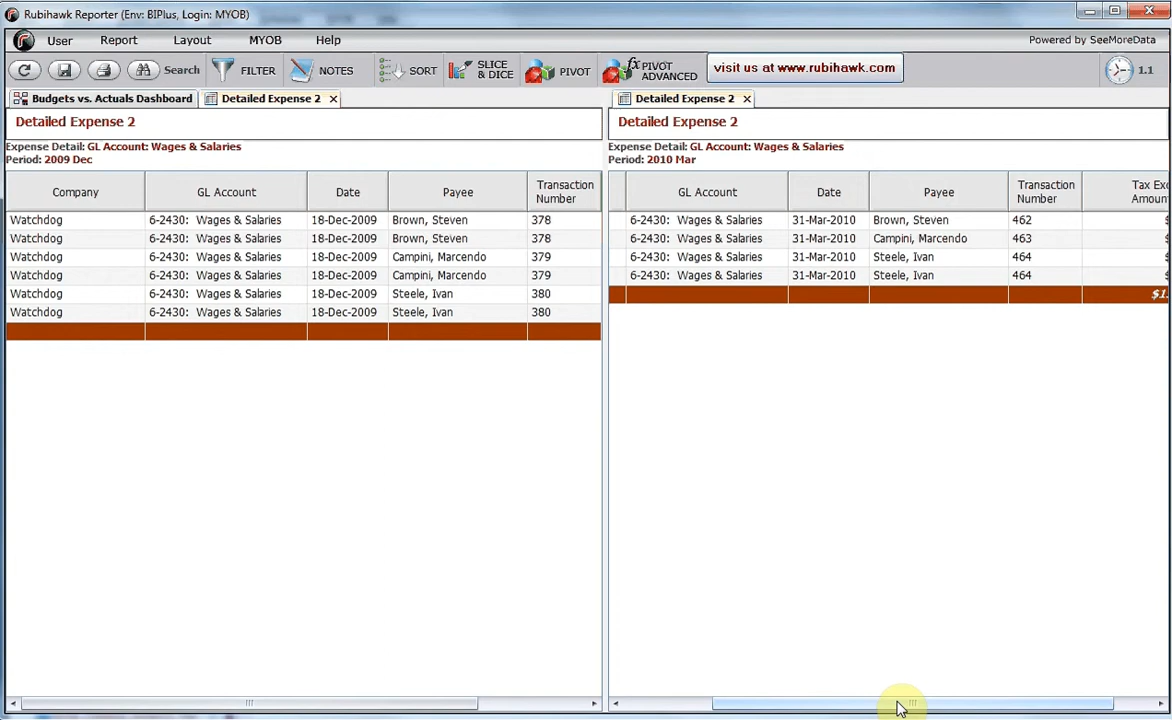 Rubihawk Reporter (Env: BIPlus, Login: MYOB)
User Report Layout MYOB Help Powered by SeeMoreData
Search FILTER NOTES SORT SLICE & DICE PIVOT fx PIVOT ADVANCED visit us at www.rubihawk.com 1.1
Budgets vs. Actuals Dashboard Detailed Expense 2
Detailed Expense 2
Expense Detail: GL Account: Wages & Salaries
Period: 2009 Dec
Company GL Account Date Payee Transaction Number
Watchdog 6-2430: Wages & Salaries 18-Dec-2009 Brown, Steven 378
Watchdog 6-2430: Wages & Salaries 18-Dec-2009 Brown, Steven 378
Watchdog 6-2430: Wages & Salaries 18-Dec-2009 Campini, Marcendo 379
Watchdog 6-2430: Wages & Salaries 18-Dec-2009 Campini, Marcendo 379
Watchdog 6-2430: Wages & Salaries 18-Dec-2009 Steele, Ivan 380
Watchdog 6-2430: Wages & Salaries 18-Dec-2009 Steele, Ivan 380
Detailed Expense 2
Detailed Expense 2
Expense Detail: GL Account: Wages & Salaries
Period: 2010 Mar
GL Account Date Payee Transaction Number Tax Exc Amoun
6-2430: Wages & Salaries 31-Mar-2010 Brown, Steven 462
6-2430: Wages & Salaries 31-Mar-2010 Campini, Marcendo 463
6-2430: Wages & Salaries 31-Mar-2010 Steele, Ivan 464
6-2430: Wages & Salaries 31-Mar-2010 Steele, Ivan 464